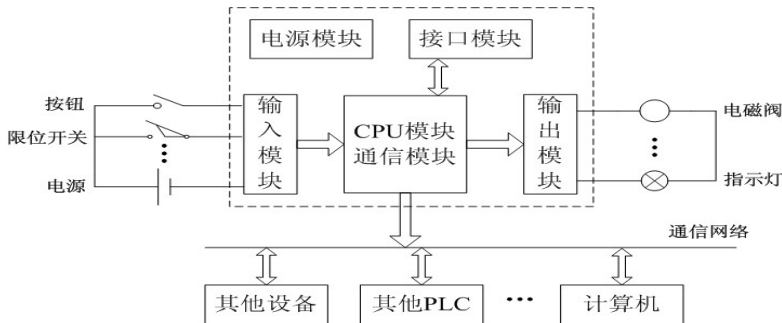 电源模块
接口模块
按钮
限位开关
电源
输入模块
CPU模块
通信模块
输出模块
电磁阀
指示灯
通信网络
其他设备
其他PLC
计算机